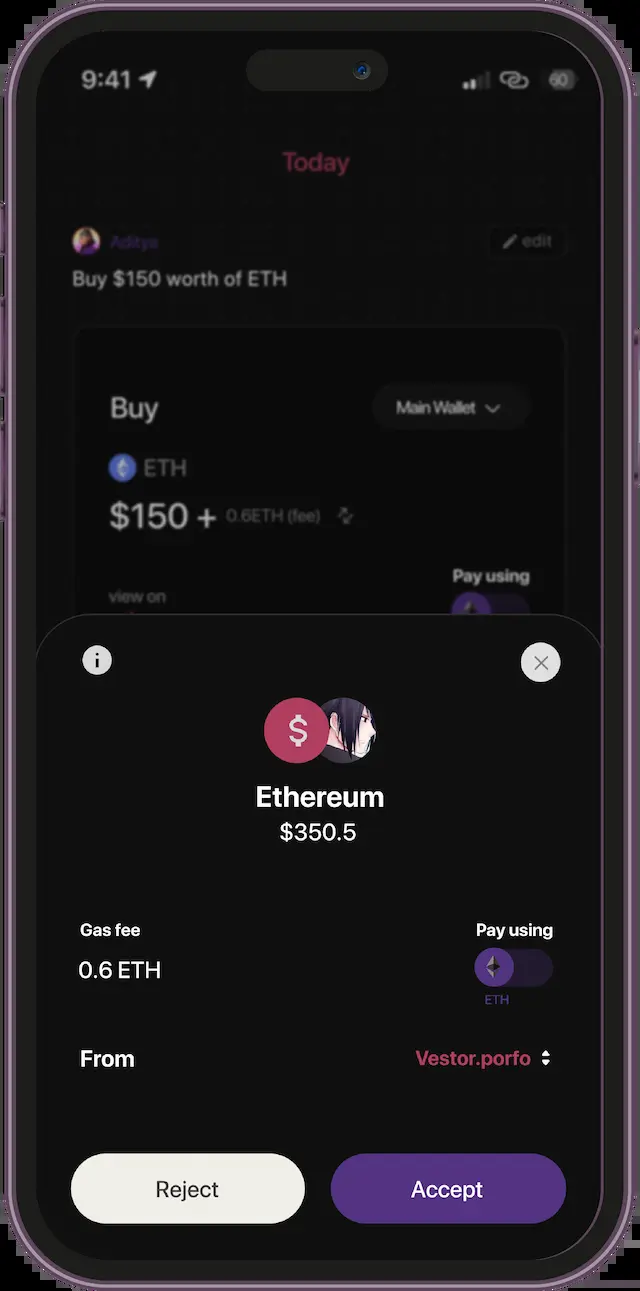 9:41
60
Today
Aditya
edit
Buy $150 worth of ETH
Buy
Main Wallet
ETH
$150 + 0.6ETH (fee)
Pay using
view on
i
$
Ethereum
$350.5
Gas fee
Pay using
0.6 ETH
ETH
From
Vestor.porfo
Reject
Accept